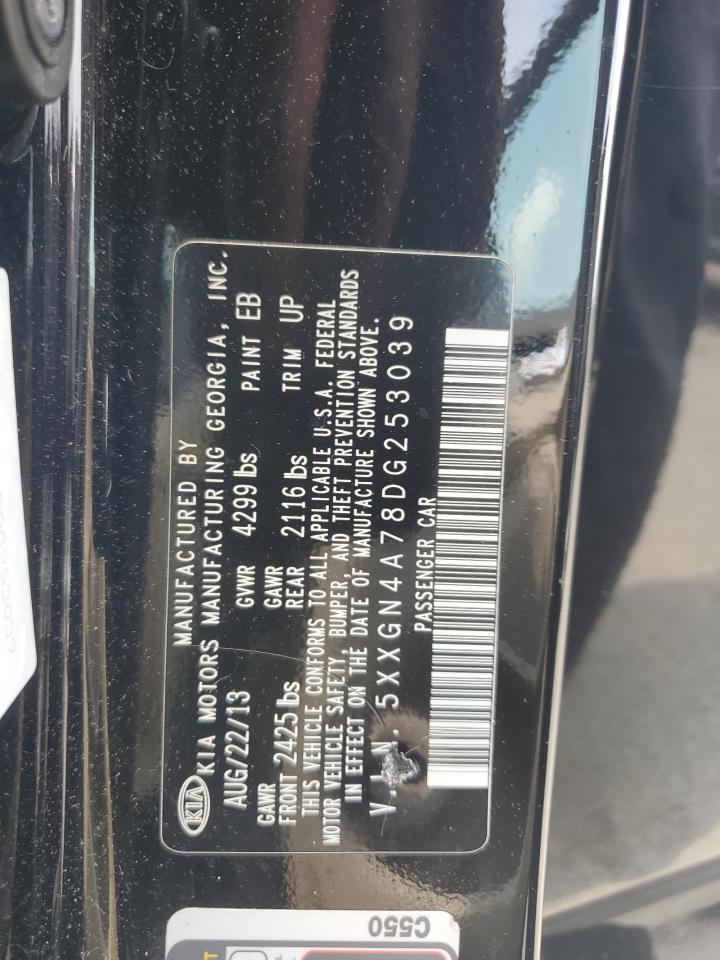 KIA
MANUFACTURED BY
KIA MOTORS MANUFACTURING GEORGIA, INC.
AUG/22/13 GVWR 4299 lbs PAINT EB
GAWR GAWR
FRONT 2425 lbs REAR 2116 lbs TRIM UP
THIS VEHICLE CONFORMS TO ALL APPLICABLE U.S.A. FEDERAL
MOTOR VEHICLE SAFETY, BUMPER, AND THEFT PREVENTION STANDARDS
IN EFFECT ON THE DATE OF MANUFACTURE SHOWN ABOVE.
V.I.N. 5XXGN4A78DG253039
PASSENGER CAR
C550